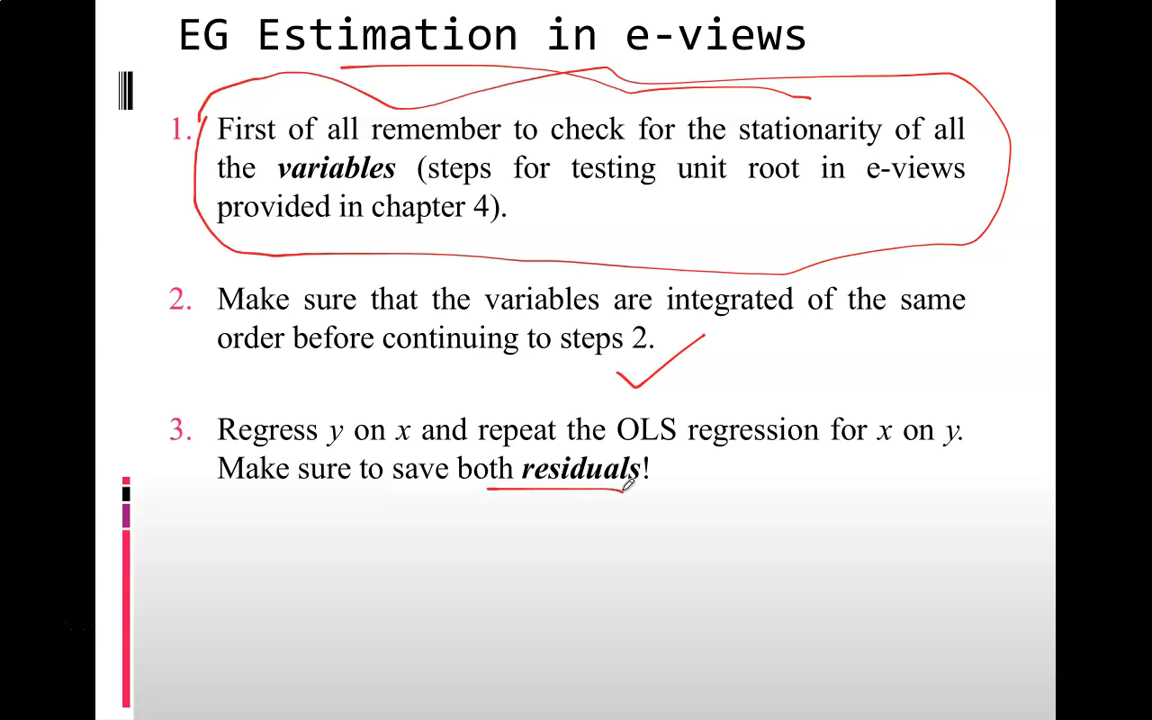 EG Estimation in e-views
1. First of all remember to check for the stationarity of all
the variables (steps for testing unit root in e-views
provided in chapter 4).
2. Make sure that the variables are integrated of the same
order before continuing to steps 2.
3. Regress y on x and repeat the OLS regression for x on y.
Make sure to save both residuals!